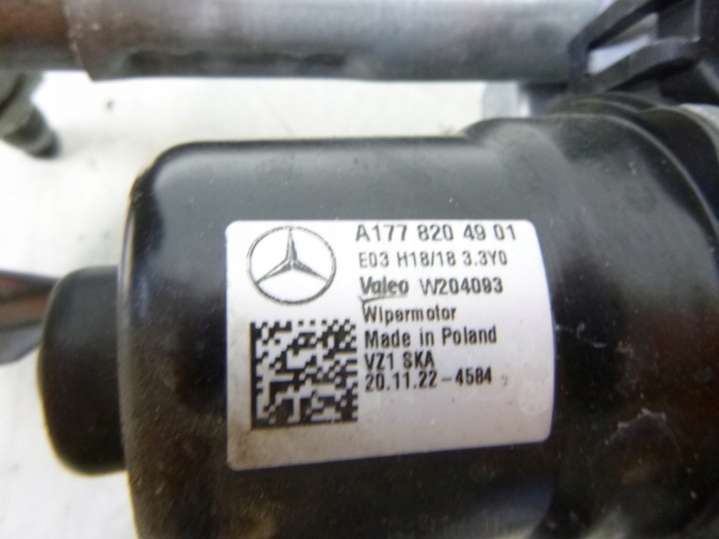 A177 820 49 01
E03 H18/18 3.3Y0
Valeo W204093
Wipermotor
Made in Poland
VZ1 SKA
20.11.22-4584